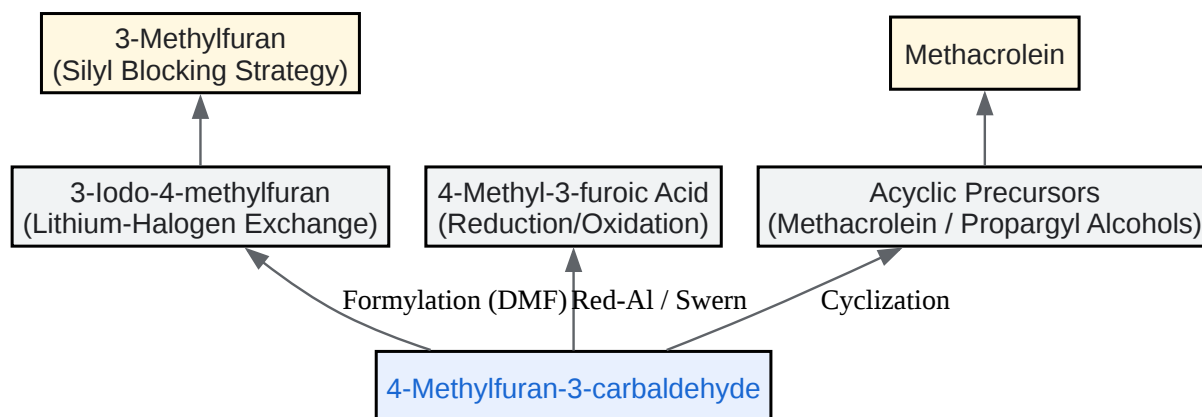 3-Methylfuran
(Silyl Blocking Strategy)
Methacrolein
3-Iodo-4-methylfuran
(Lithium-Halogen Exchange)
4-Methyl-3-furoic Acid
(Reduction/Oxidation)
Acyclic Precursors
(Methacrolein / Propargyl Alcohols)
Formylation (DMF)
Red-Al / Swern
Cyclization
4-Methylfuran-3-carbaldehyde